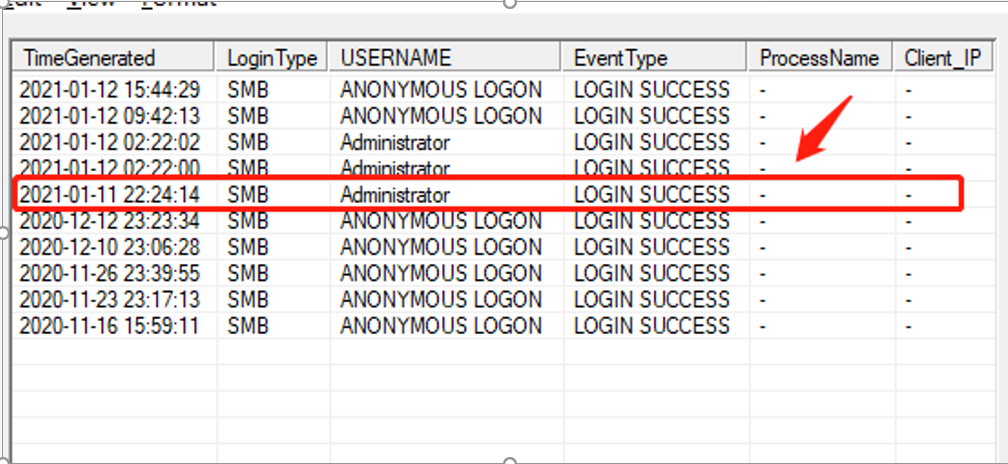 Edit View Format
TimeGenerated LoginType USERNAME EventType ProcessName Client_IP
2021-01-12 15:44:29 SMB ANONYMOUS LOGON LOGIN SUCCESS - -
2021-01-12 09:42:13 SMB ANONYMOUS LOGON LOGIN SUCCESS - -
2021-01-12 02:22:02 SMB Administrator LOGIN SUCCESS - -
2021-01-12 02:22:00 SMB Administrator LOGIN SUCCESS - -
2021-01-11 22:24:14 SMB Administrator LOGIN SUCCESS - -
2020-12-12 23:23:34 SMB ANONYMOUS LOGON LOGIN SUCCESS - -
2020-12-10 23:06:28 SMB ANONYMOUS LOGON LOGIN SUCCESS - -
2020-11-26 23:39:55 SMB ANONYMOUS LOGON LOGIN SUCCESS - -
2020-11-23 23:17:13 SMB ANONYMOUS LOGON LOGIN SUCCESS - -
2020-11-16 15:59:11 SMB ANONYMOUS LOGON LOGIN SUCCESS - -